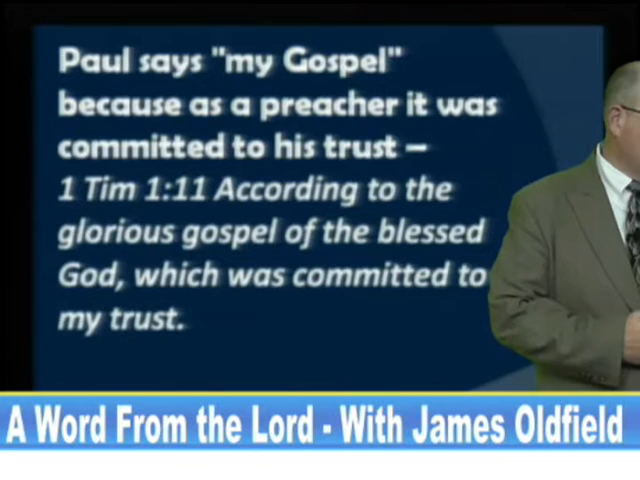 Paul says "my Gospel"
because as a preacher it was
committed to his trust –
1 Tim 1:11 According to the
glorious gospel of the blessed
God, which was committed to
my trust.
A Word From the Lord - With James Oldfield